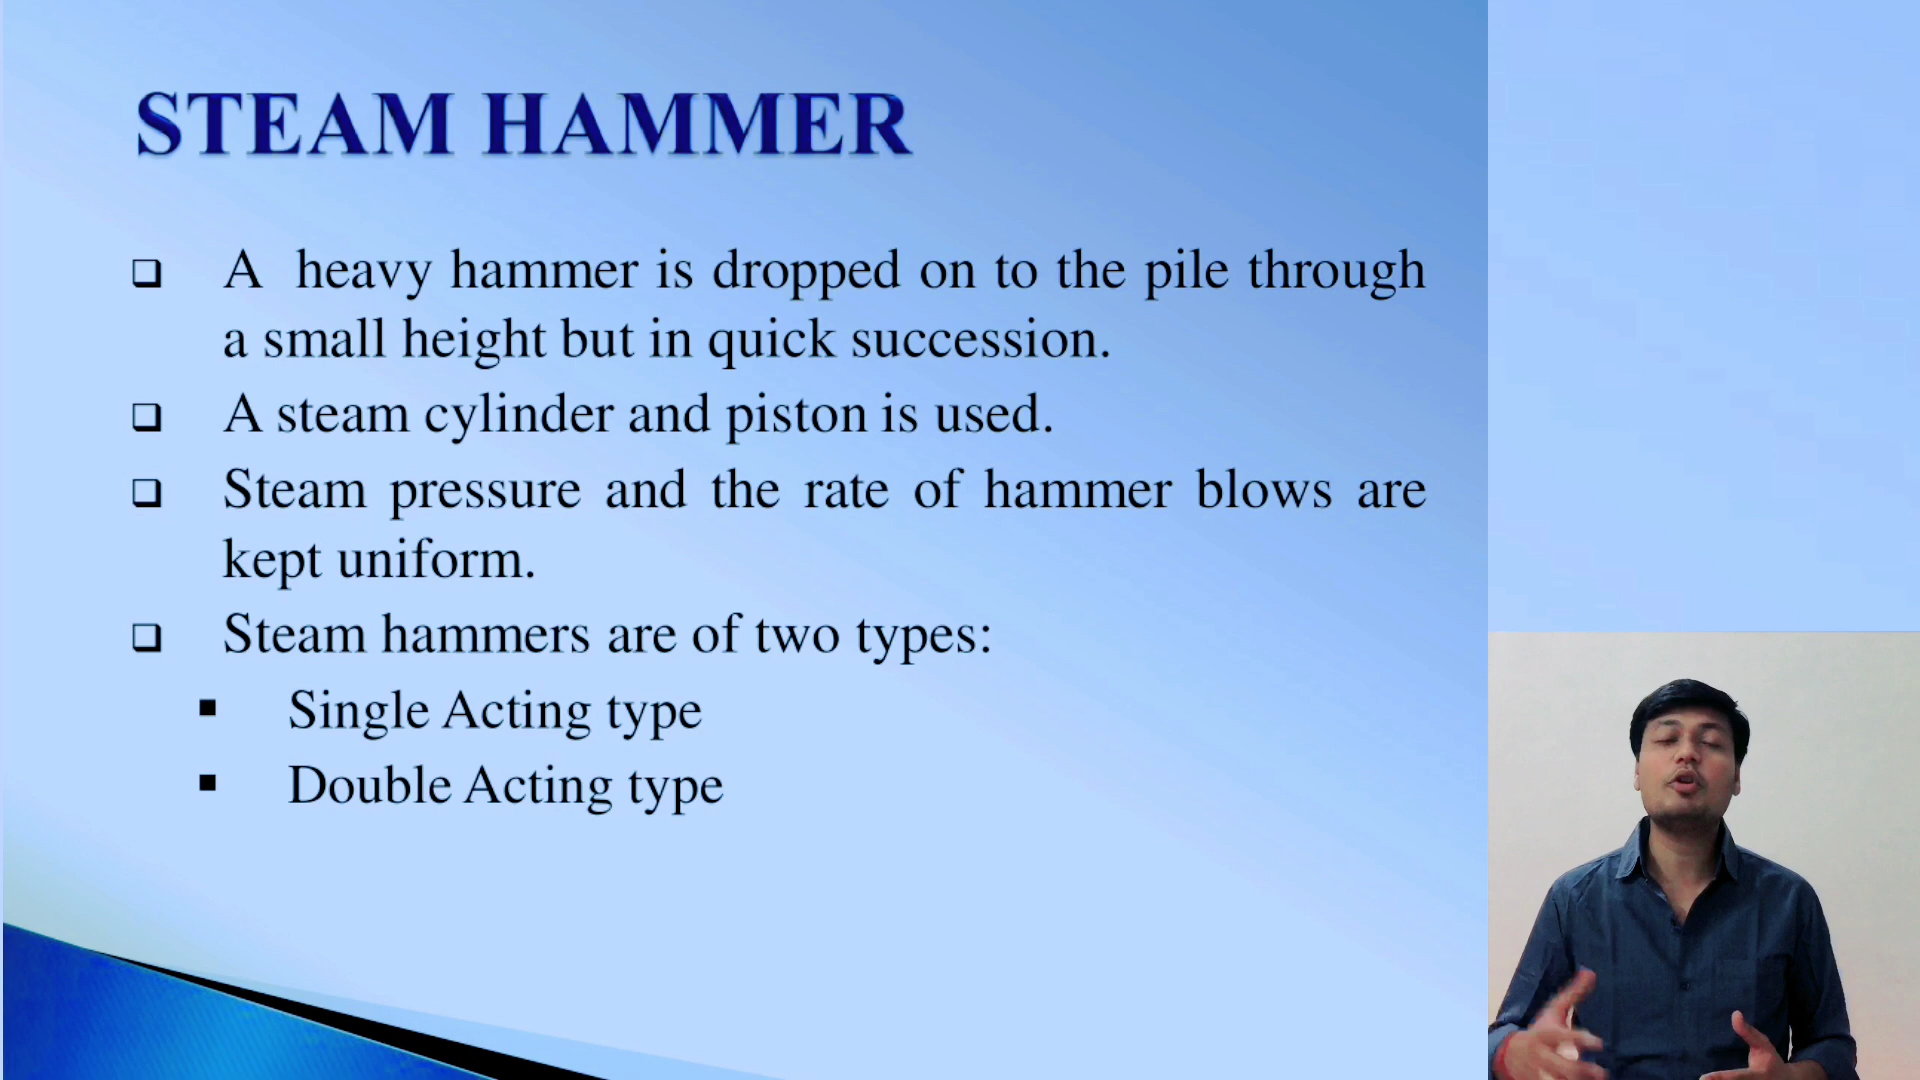 STEAM HAMMER
A heavy hammer is dropped on to the pile through
a small height but in quick succession.
A steam cylinder and piston is used.
Steam pressure and the rate of hammer blows are
kept uniform.
Steam hammers are of two types:
Single Acting type
Double Acting type